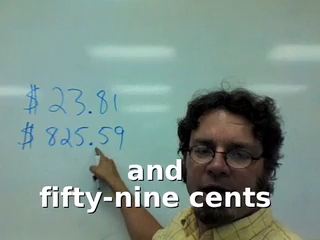 $ 23.81
$ 825.59
and
fifty-nine cents